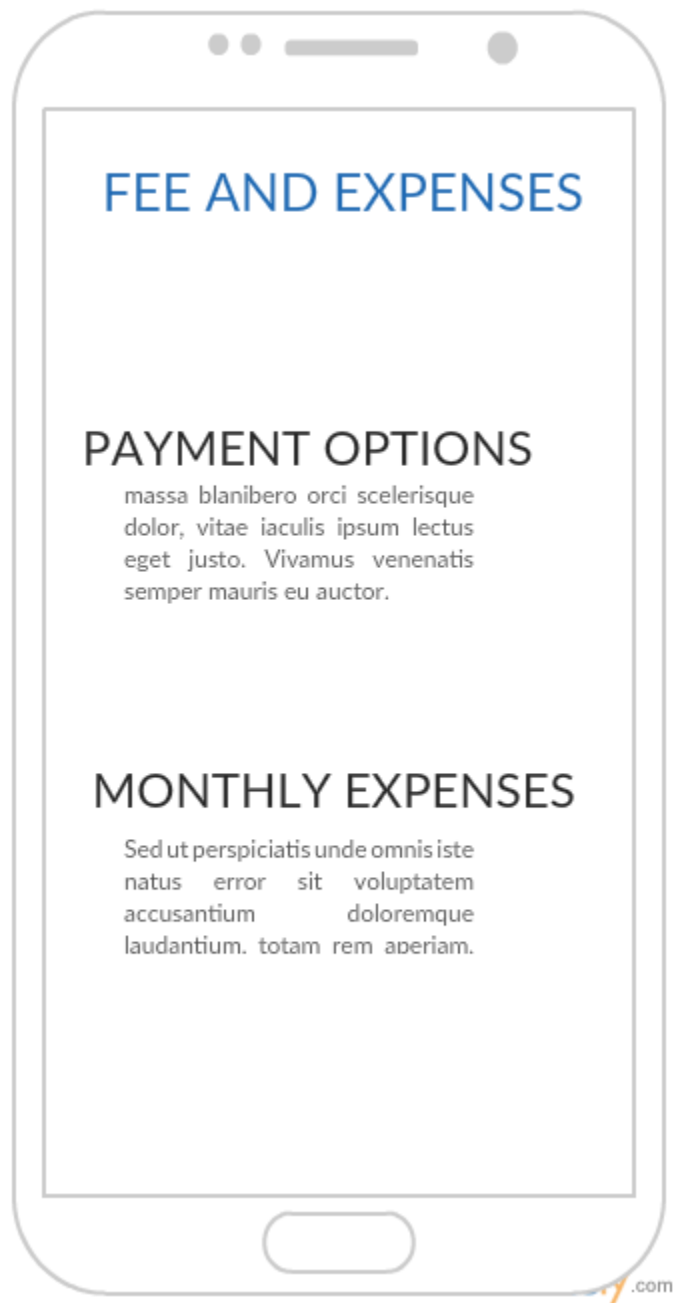 FEE AND EXPENSES
PAYMENT OPTIONS
massa blanibero orci scelerisque
dolor, vitae iaculis ipsum lectus
eget justo. Vivamus venenatis
semper mauris eu auctor.
MONTHLY EXPENSES
Sed ut perspiciatis unde omnis iste
natus error sit voluptatem
accusantium doloremque
laudantium, totam rem aperiam,
.com